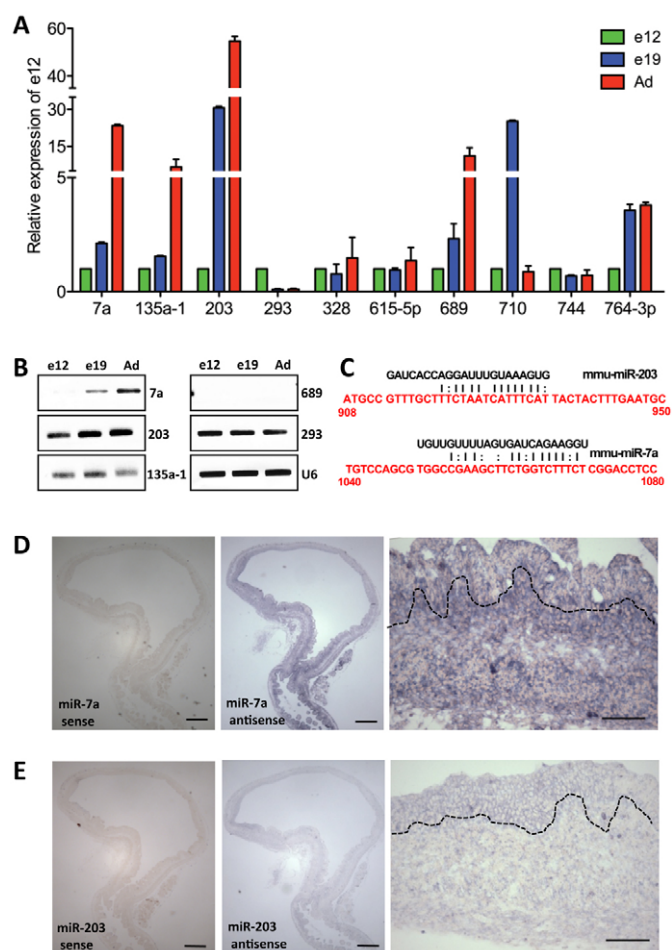 A
Relative expression of e12
60
40
30
15
5
0
e12
e19
Ad
7a 135a-1 203 293 328 615-5p 689 710 744 764-3p
B
e12 e19 Ad
7a
203
135a-1
e12 e19 Ad
689
293
U6
C
GAUCACCAGGAUUUGUAAAGUG mmu-miR-203
ATGCCG TTTGCTTTCTAATCATTTCAT TACTACTTTGAATGC
908 950
UGUUGUUUUAGUGAUCAGAAGGU mmu-miR-7a
TGTCCAGCG TGGCCGAAGCTTCTGGTCTTTCT CGGACCTCC
1040 1080
D
miR-7a
sense
miR-7a
antisense
E
miR-203
sense
miR-203
antisense